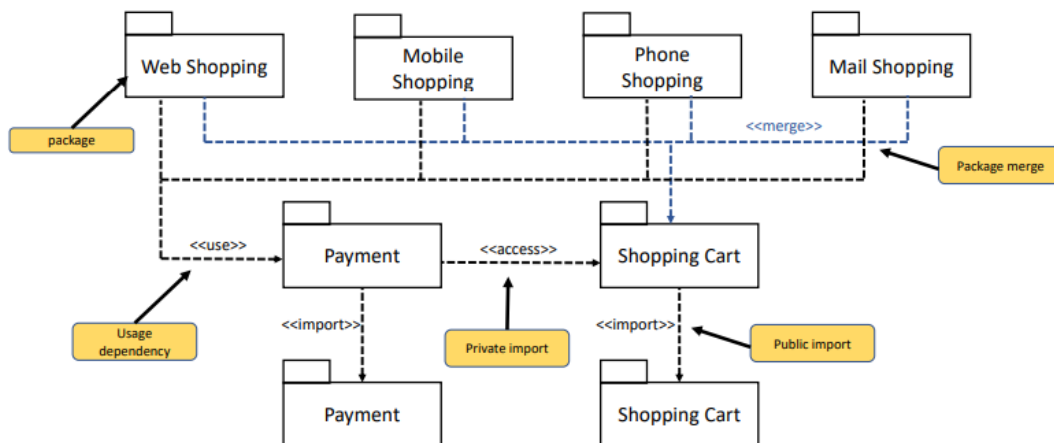 Web Shopping
Mobile
Shopping
Phone
Shopping
Mail Shopping
package
<<merge>>
Package merge
<<use>>
Payment
<<access>>
Shopping Cart
Usage
dependency
<<import>>
Private import
<<import>>
Public import
Payment
Shopping Cart